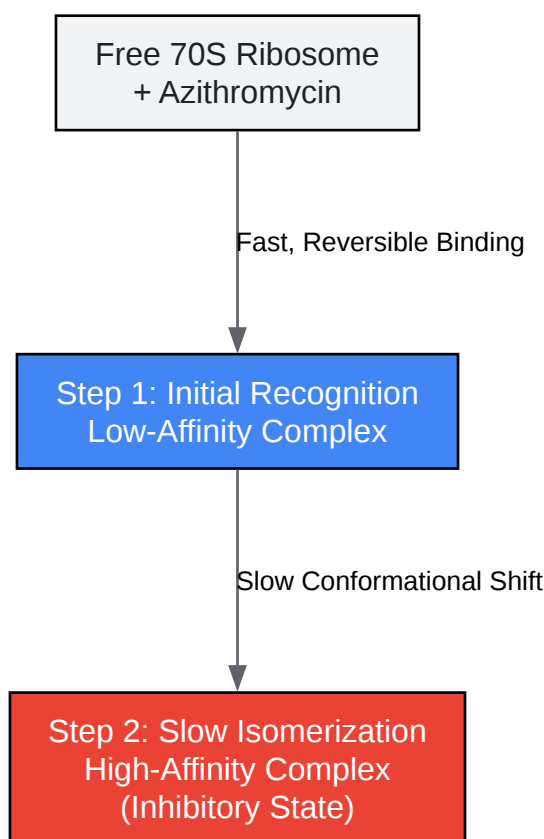 Free 70S Ribosome
+ Azithromycin
Fast, Reversible Binding
Step 1: Initial Recognition
Low-Affinity Complex
Slow Conformational Shift
Step 2: Slow Isomerization
High-Affinity Complex
(Inhibitory State)